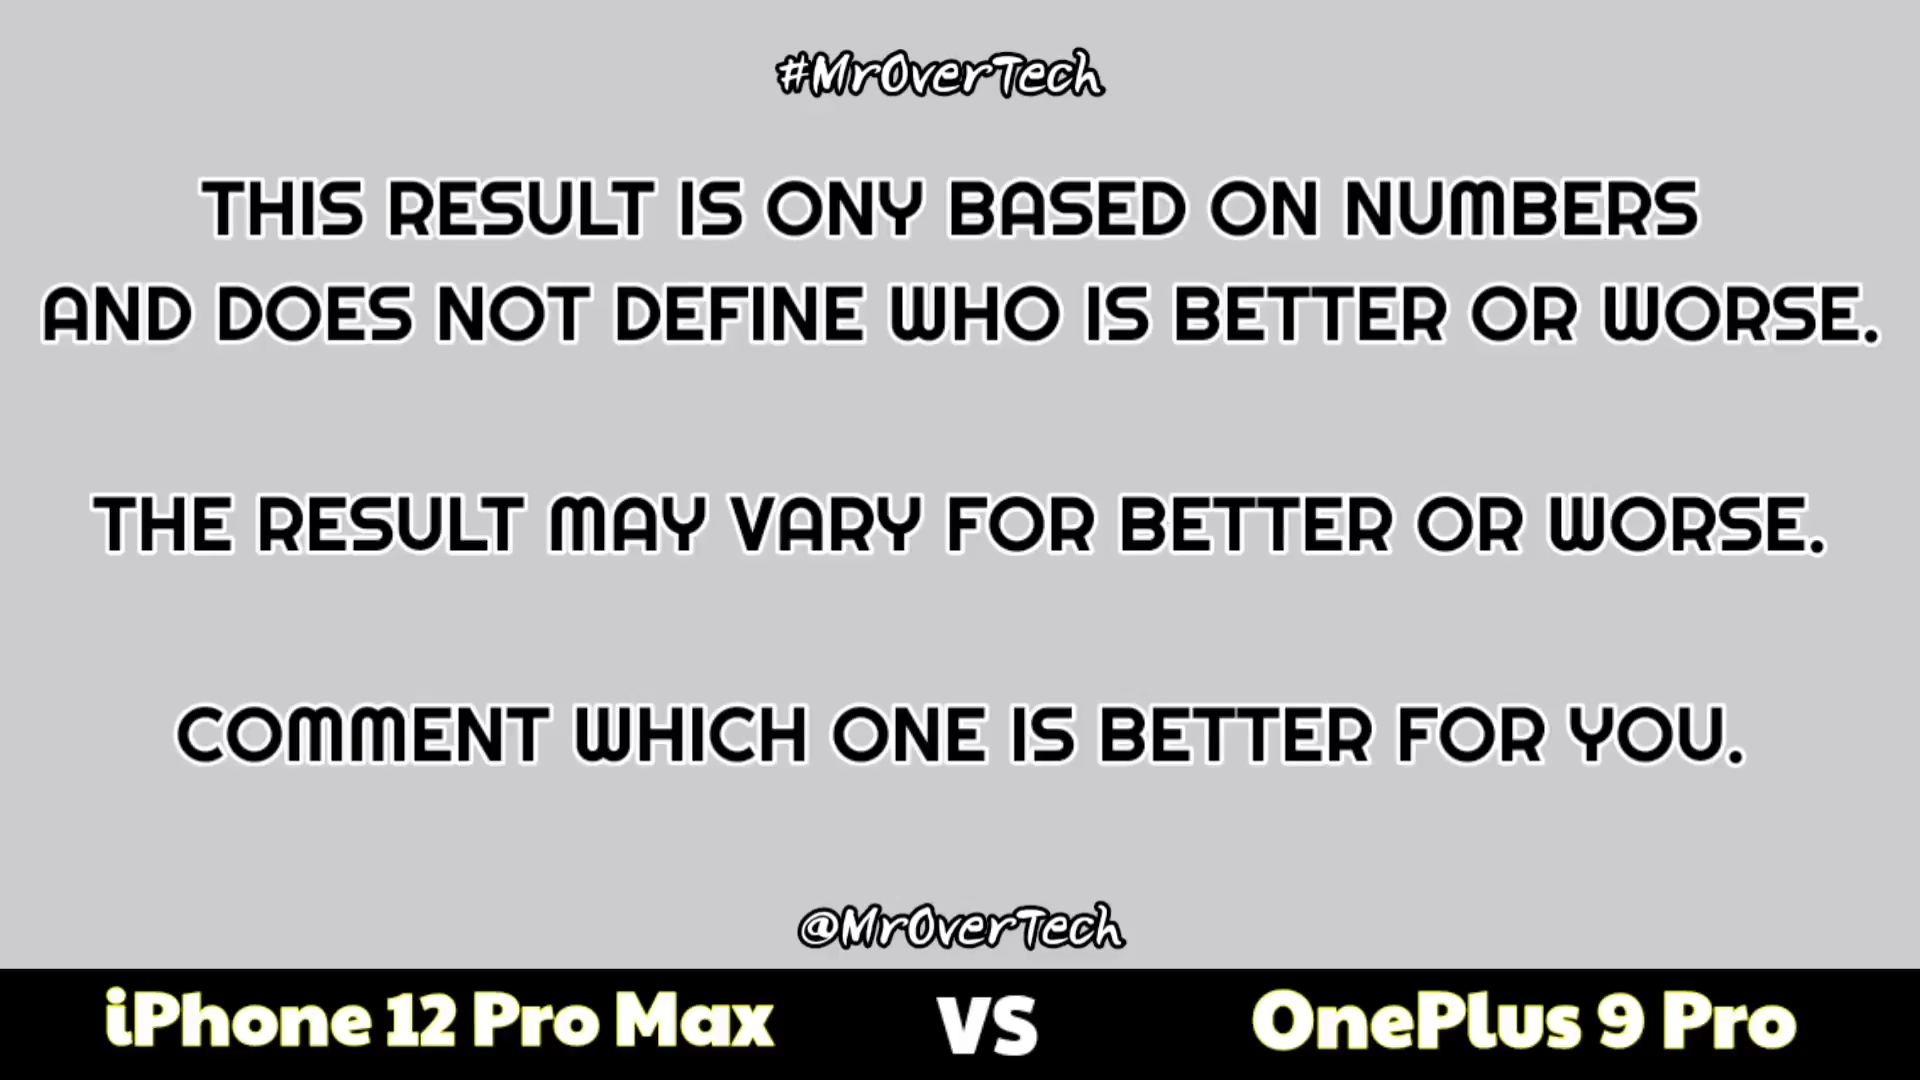 #MrOverTech
THIS RESULT IS ONY BASED ON NUMBERS
AND DOES NOT DEFINE WHO IS BETTER OR WORSE.
THE RESULT MAY VARY FOR BETTER OR WORSE.
COMMENT WHICH ONE IS BETTER FOR YOU.
@MrOverTech
iPhone 12 Pro Max VS OnePlus 9 Pro